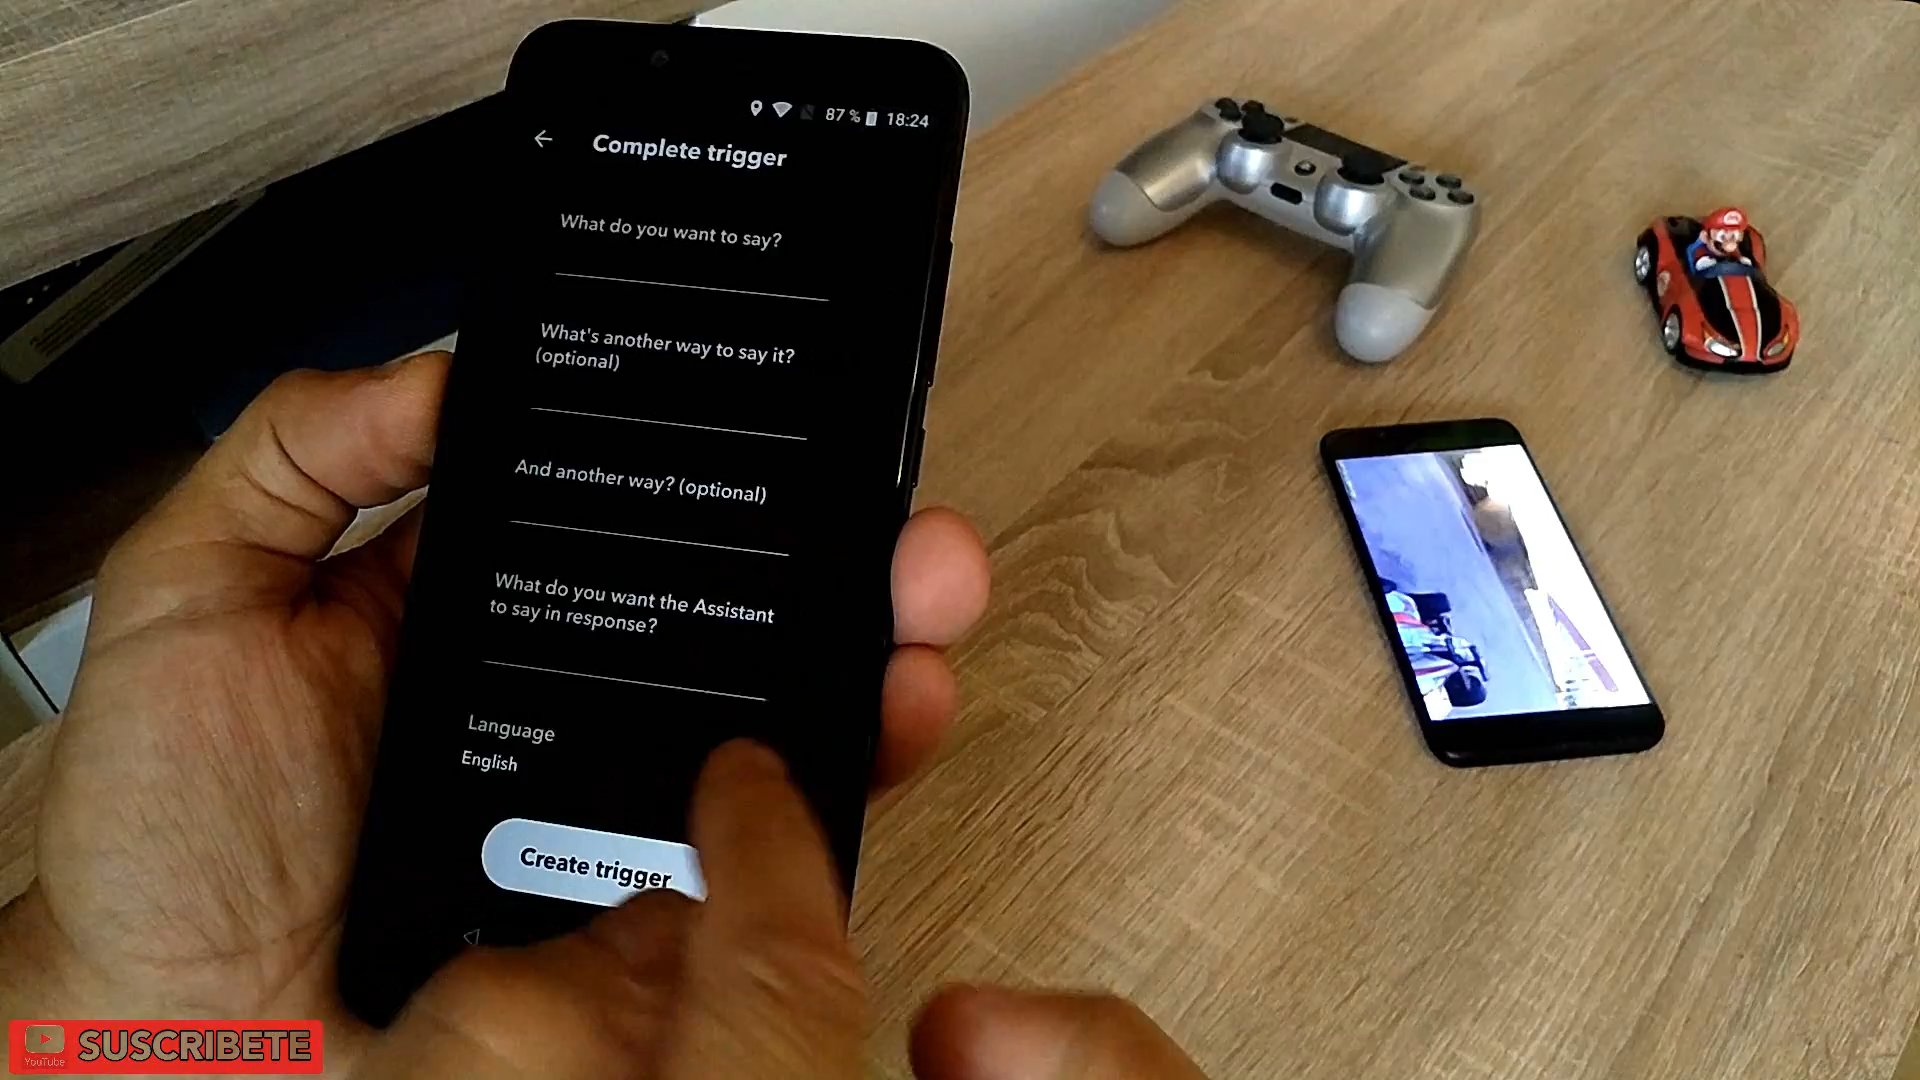 87 % 18:24
Complete trigger
What do you want to say?
What's another way to say it?
(optional)
And another way? (optional)
What do you want the Assistant
to say in response?
Language
English
Create trigger
YouTube
SUSCRIBETE